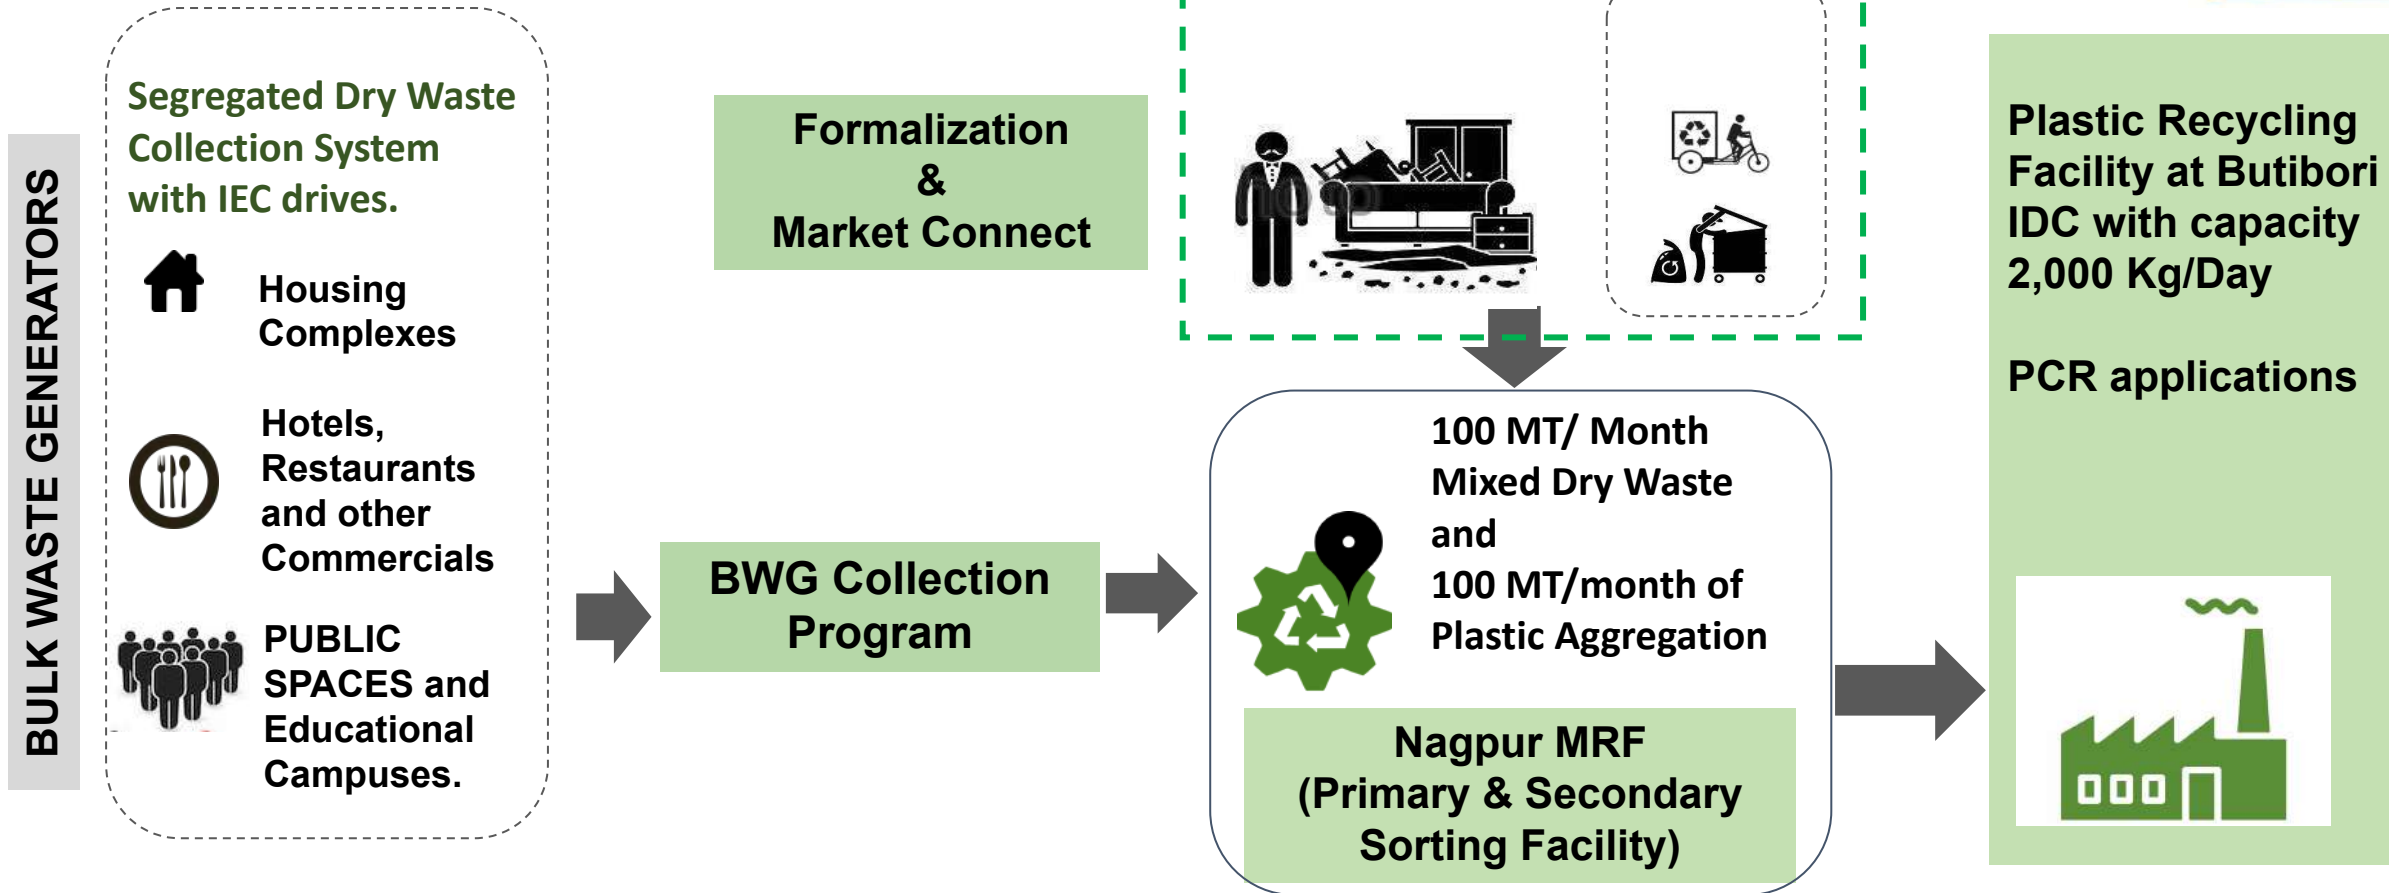 BULK WASTE GENERATORS
Segregated Dry Waste
Collection System
with IEC drives.
Housing
Complexes
Hotels,
Restaurants
and other
Commercials
PUBLIC
SPACES and
Educational
Campuses.
Formalization
&
Market Connect
BWG Collection
Program
100 MT/ Month
Mixed Dry Waste
and
100 MT/month of
Plastic Aggregation
Nagpur MRF
(Primary & Secondary
Sorting Facility)
Plastic Recycling
Facility at Butibori
IDC with capacity
2,000 Kg/Day
PCR applications